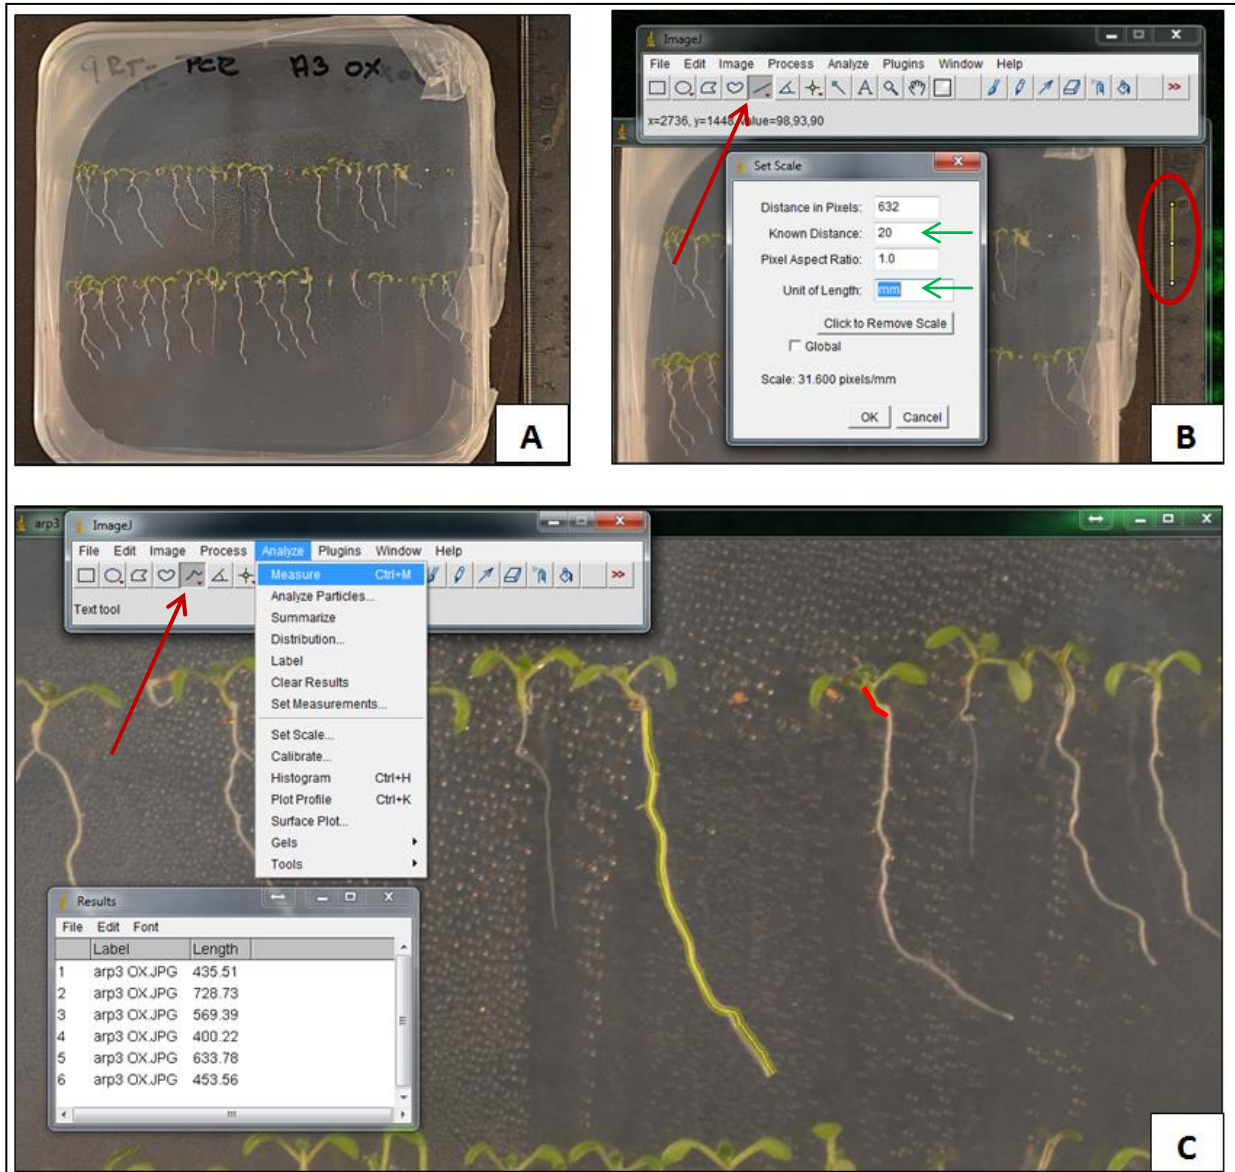 qRT- PCR A3 OX
A
ImageJ
File Edit Image Process Analyze Plugins Window Help
x=2736, y=1448, value=98,93,90
Set Scale
Distance in Pixels: 632
Known Distance: 20
Pixel Aspect Ratio: 1.0
Unit of Length: mm
Click to Remove Scale
Global
Scale: 31.600 pixels/mm
OK Cancel
B
arp3
ImageJ
File Edit Image Process Analyze Plugins Window Help
Text tool
Measure Ctrl+M
Analyze Particles...
Summarize
Distribution...
Label
Clear Results
Set Measurements...
Set Scale...
Calibrate...
Histogram Ctrl+H
Plot Profile Ctrl+K
Surface Plot...
Gels
Tools
Results
File Edit Font
Label Length
1 arp3 OX.JPG 435.51
2 arp3 OX.JPG 728.73
3 arp3 OX.JPG 569.39
4 arp3 OX.JPG 400.22
5 arp3 OX.JPG 633.78
6 arp3 OX.JPG 453.56
C